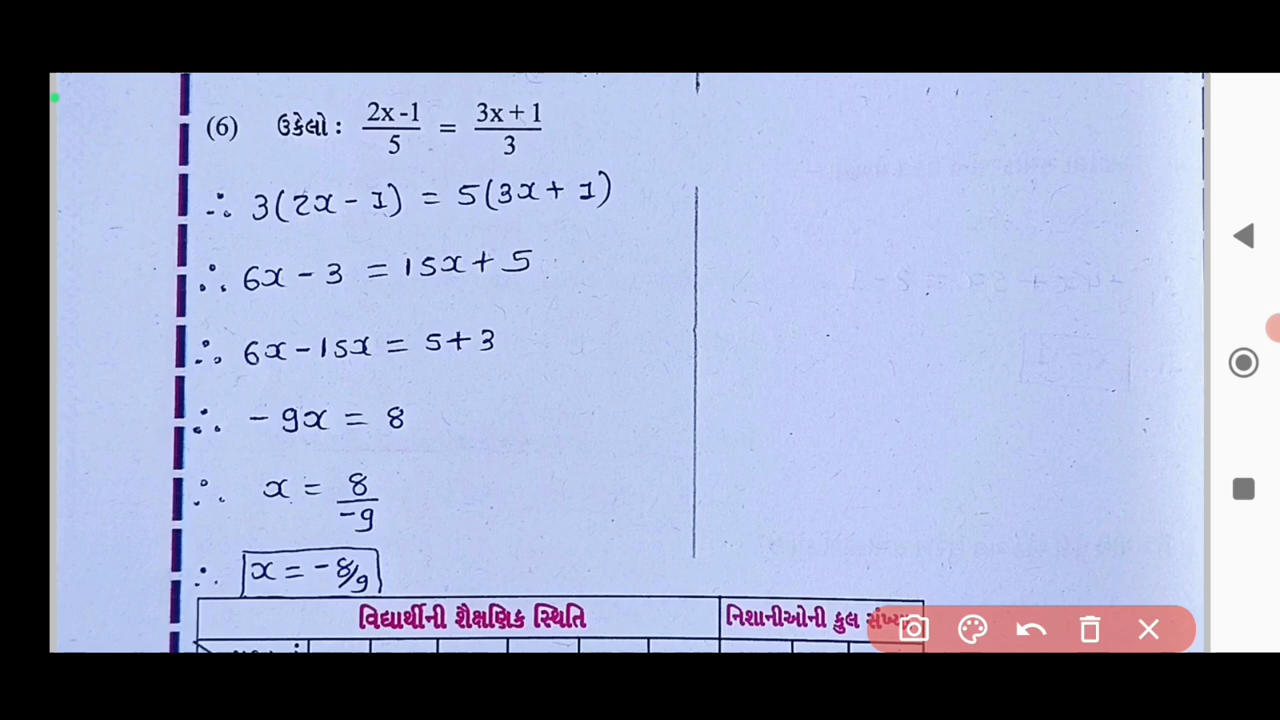 (6) ઉકેલો : (2x-1)/5 = (3x+1)/3
∴ 3(2x - 1) = 5(3x + 1)
∴ 6x - 3 = 15x + 5
∴ 6x - 15x = 5 + 3
∴ - 9x = 8
∴ x = 8/-9
∴ x = -8/9
વિદ્યાર્થીની શૈક્ષણિક સ્થિતિ નિશાનીઓની કુલ